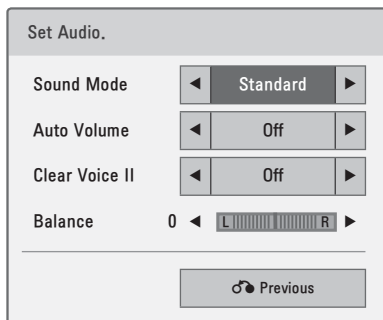 Set Audio.
Sound Mode ◀ Standard ▶
Auto Volume ◀ Off ▶
Clear Voice II ◀ Off ▶
Balance 0 ◀ L R ▶
Previous